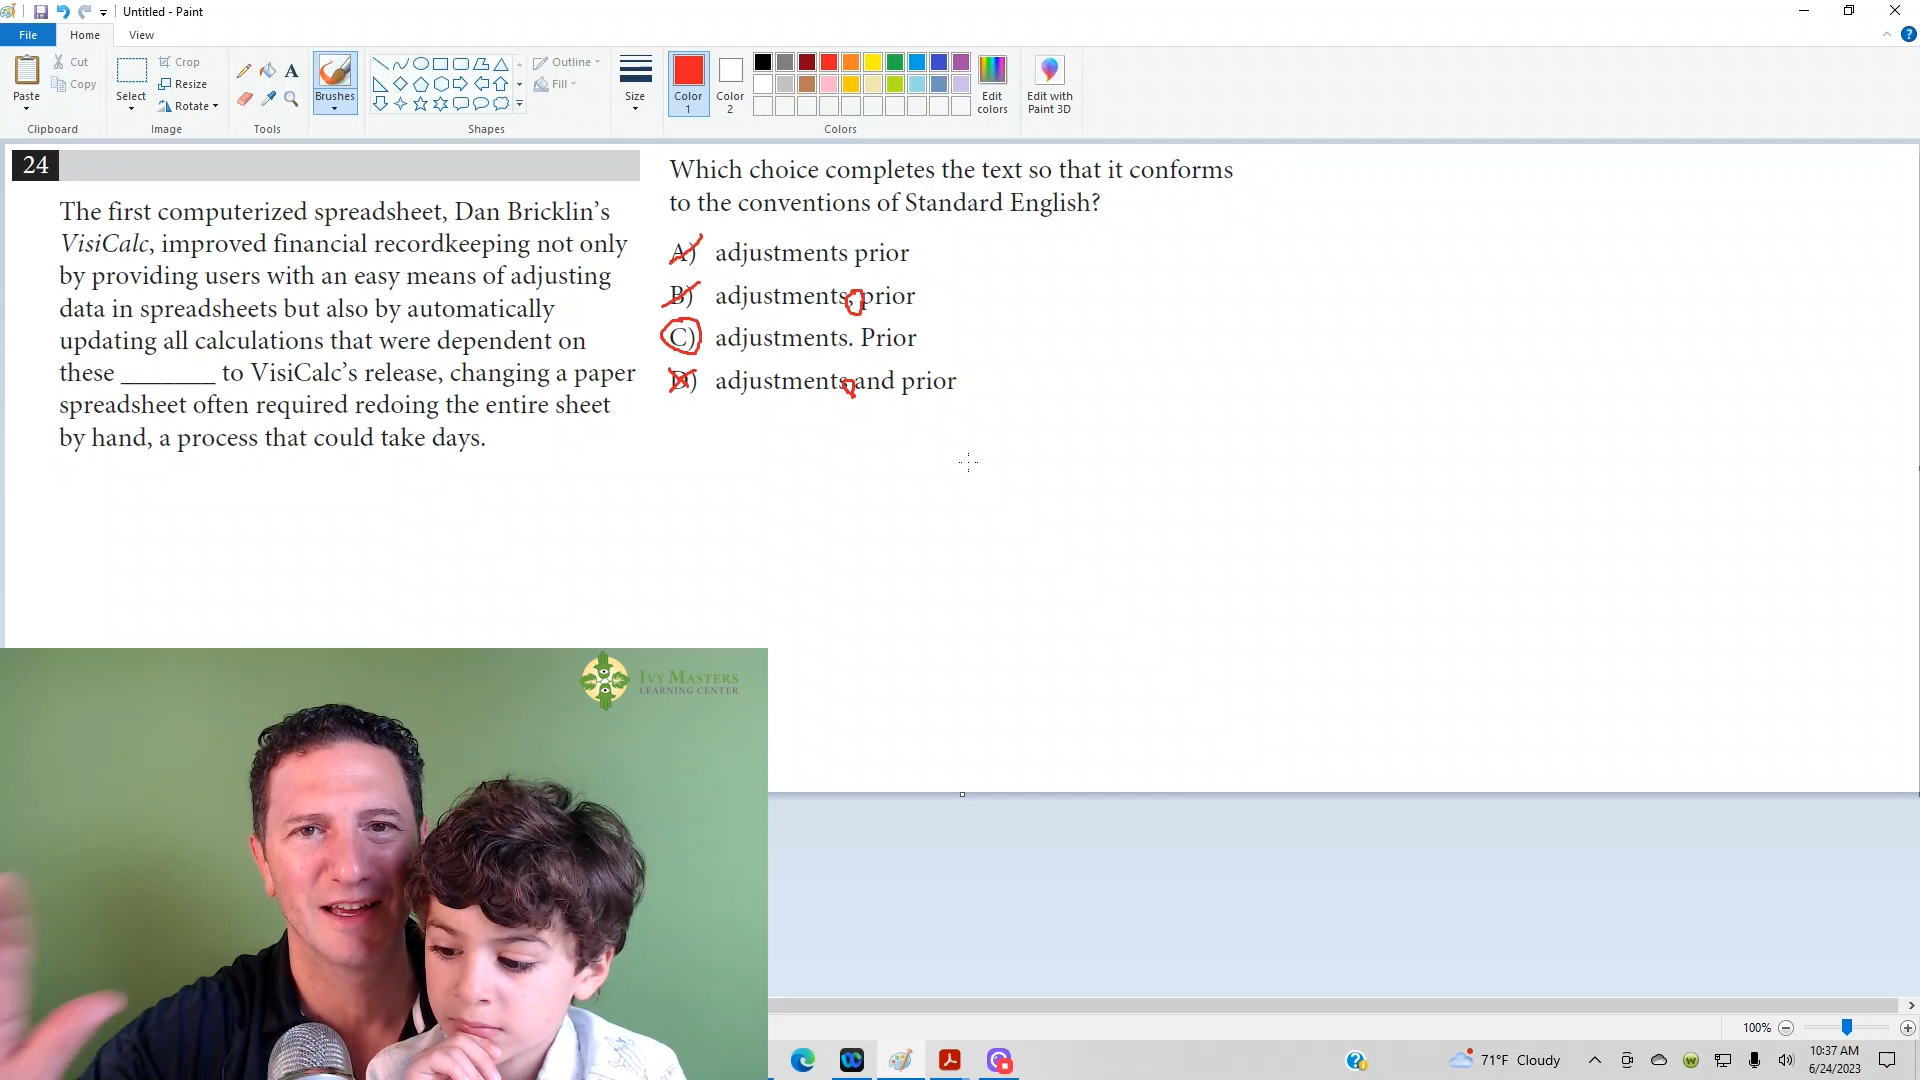 Untitled - Paint
File
Home
View
Paste
Cut
Copy
Clipboard
Select
Crop
Resize
Rotate
Image
A
Tools
Brushes
Outline
Fill
Shapes
Size
Color 1
Color 2
Edit colors
Colors
Edit with Paint 3D
24
The first computerized spreadsheet, Dan Bricklin's
VisiCalc, improved financial recordkeeping not only
by providing users with an easy means of adjusting
data in spreadsheets but also by automatically
updating all calculations that were dependent on
these _______ to VisiCalc's release, changing a paper
spreadsheet often required redoing the entire sheet
by hand, a process that could take days.
Which choice completes the text so that it conforms
to the conventions of Standard English?
A) adjustments prior
B) adjustments, prior
C) adjustments. Prior
D) adjustments and prior
IVY MASTERS
LEARNING CENTER
100%
71°F Cloudy
10:37 AM
6/24/2023